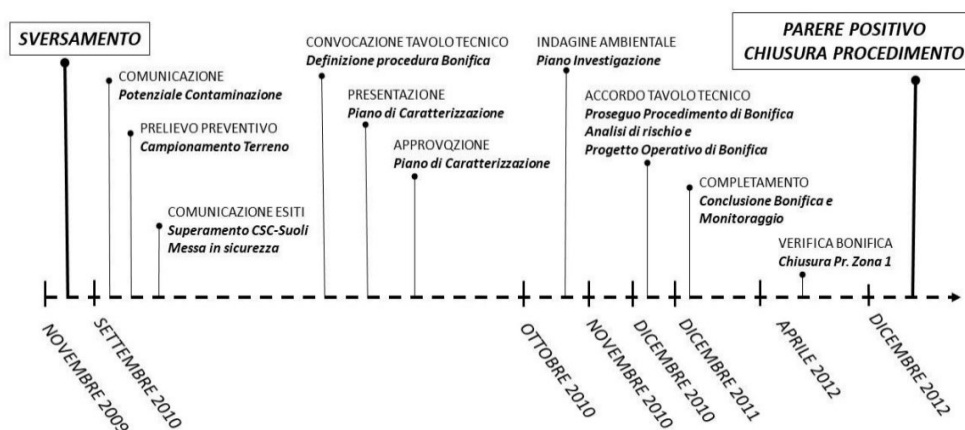 SVERSAMENTO
COMUNICAZIONE
Potenziale Contaminazione
PRELIEVO PREVENTIVO
Campionamento Terreno
COMUNICAZIONE ESITI
Superamento CSC-Suoli
Messa in sicurezza
CONVOCAZIONE TAVOLO TECNICO
Definizione procedura Bonifica
PRESENTAZIONE
Piano di Caratterizzazione
APPROVQZIONE
Piano di Caratterizzazione
INDAGINE AMBIENTALE
Piano Investigazione
ACCORDO TAVOLO TECNICO
Proseguo Procedimento di Bonifica
Analisi di rischio e
Progetto Operativo di Bonifica
COMPLETAMENTO
Conclusione Bonifica e
Monitoraggio
VERIFICA BONIFICA
Chiusura Pr. Zona 1
PARERE POSITIVO
CHIUSURA PROCEDIMENTO
NOVEMBRE 2009
SETTEMBRE 2010
OTTOBRE 2010
NOVEMBRE 2010
DICEMBRE 2010
DICEMBRE 2011
APRILE 2012
DICEMBRE 2012